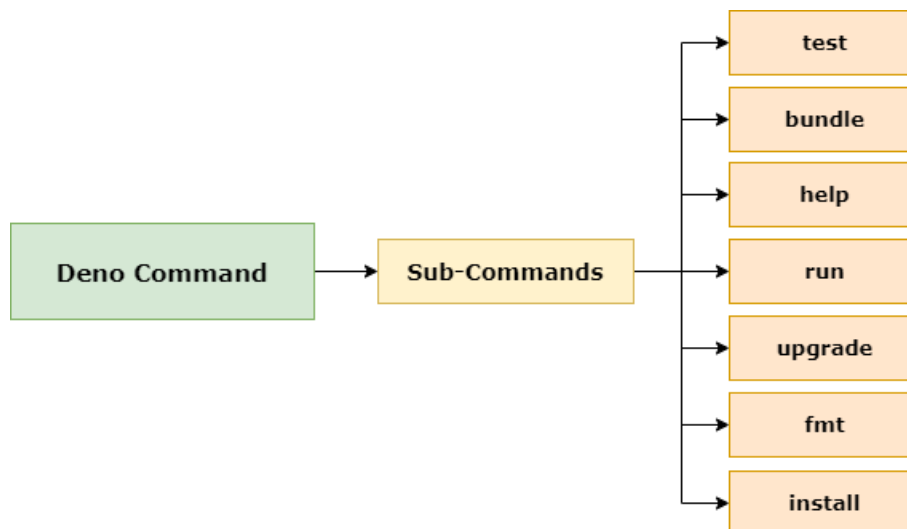 Deno Command
Sub-Commands
test
bundle
help
run
upgrade
fmt
install